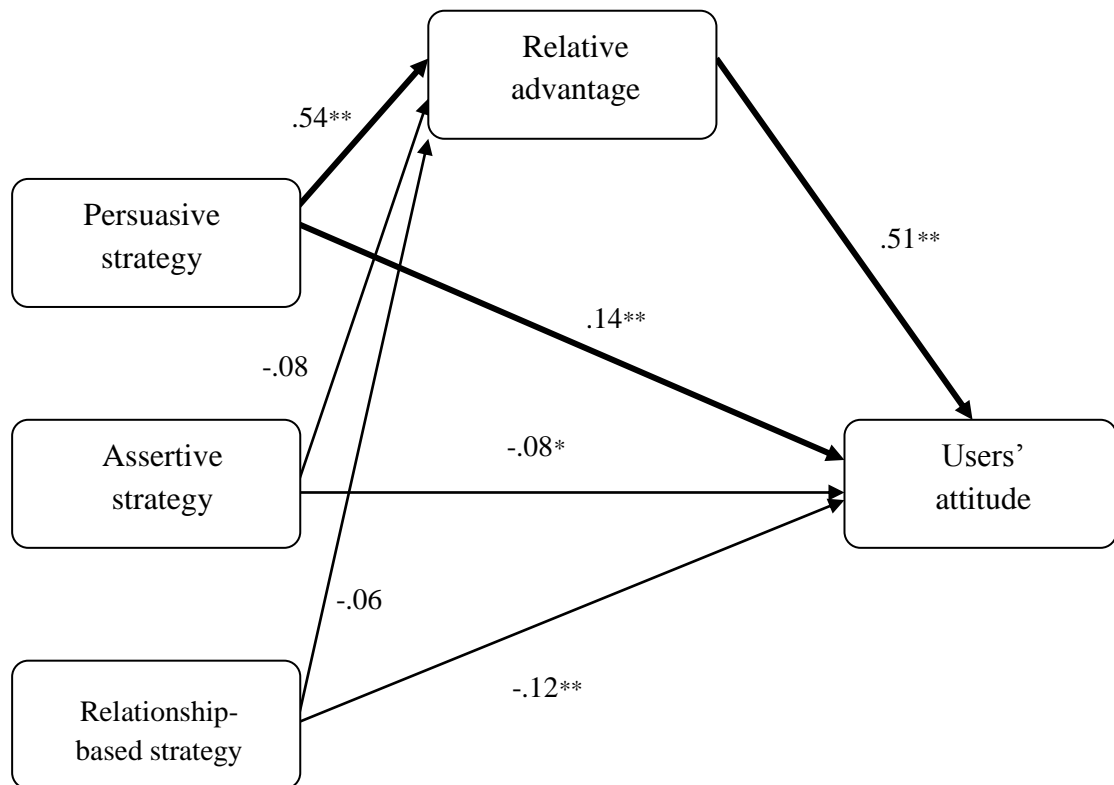 Relative
advantage
.54**
Persuasive
strategy
.51**
.14**
-.08
Assertive
strategy
-.08*
Users’
attitude
-.06
-.12**
Relationship-
based strategy